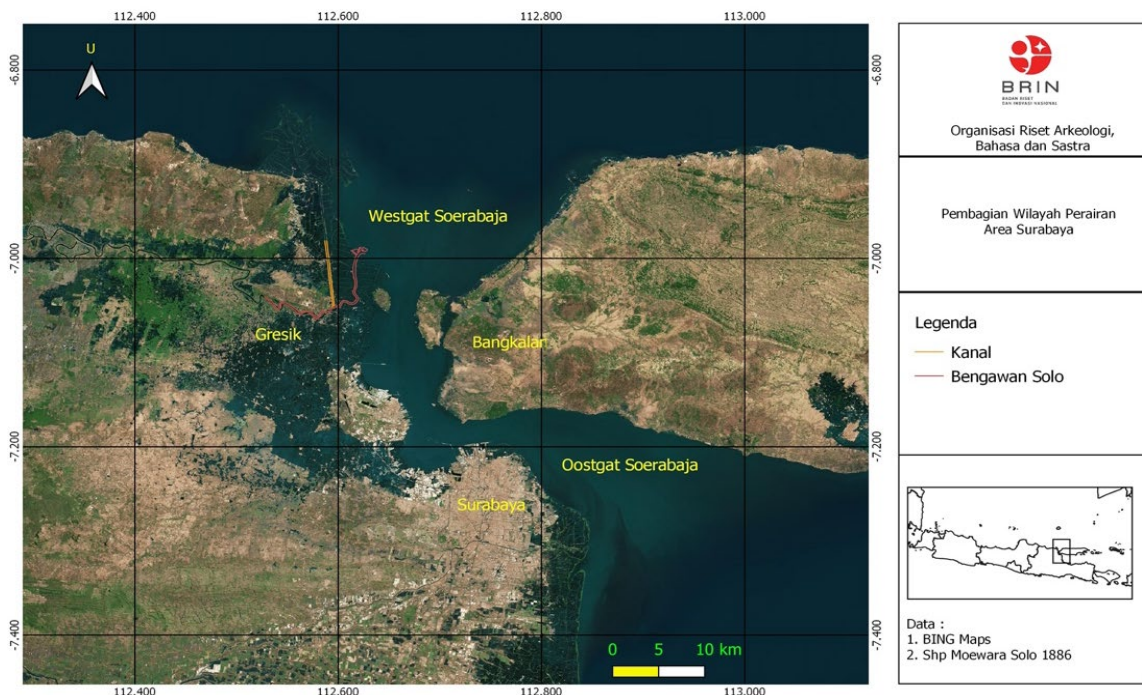 112.400 112.600 112.800 113.000
-6.800
-7.000
-7.200
-7.400
U
Westgat Soerabaja
Gresik
Bangkalan
Oostgat Soerabaja
Surabaya
0 5 10 km
112.400 112.600 112.800 113.000
-6.800
-7.000
-7.200
-7.400
BRIN
BADAN RISET
DAN INOVASI NASIONAL
Organisasi Riset Arkeologi,
Bahasa dan Sastra
Pembagian Wilayah Perairan
Area Surabaya
Legenda
Kanal
Bengawan Solo
Data :
1. BING Maps
2. Shp Moewara Solo 1886